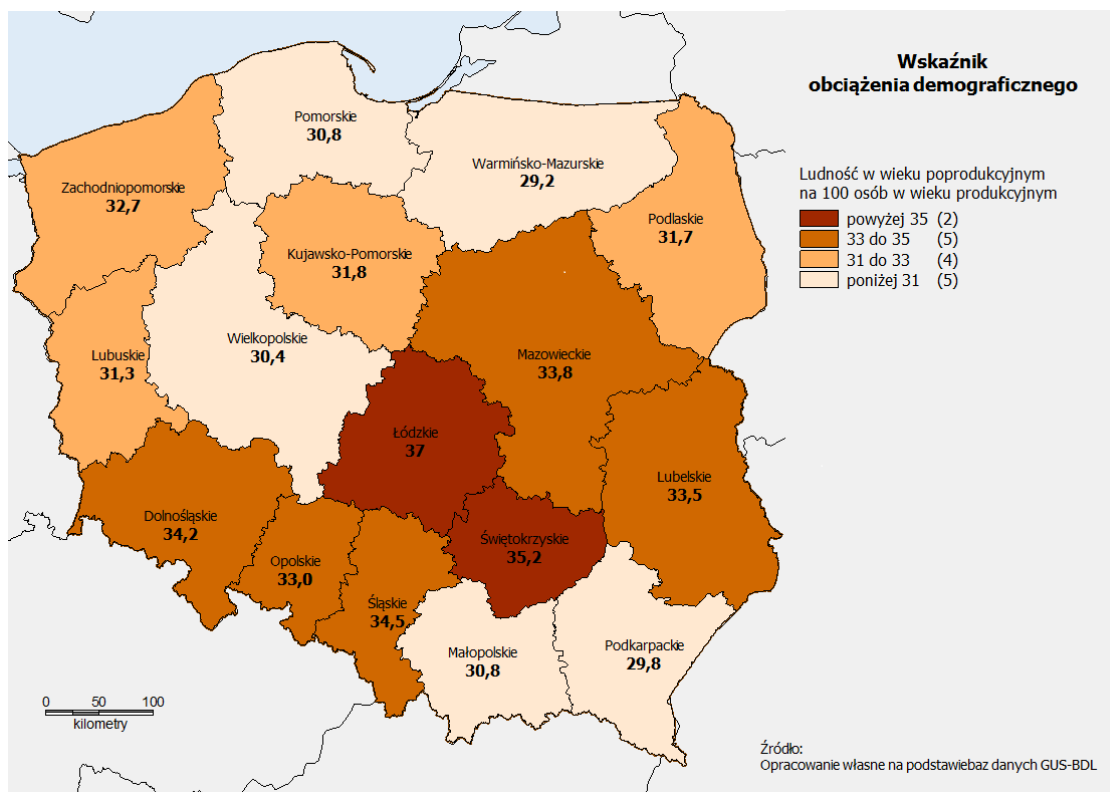 Wskaźnik
obciążenia demograficznego
Ludność w wieku poprodukcyjnym
na 100 osób w wieku produkcyjnym
powyżej 35 (2)
33 do 35 (5)
31 do 33 (4)
poniżej 31 (5)
Pomorskie
30,8
Warmińsko-Mazurskie
29,2
Zachodniopomorskie
32,7
Podlaskie
31,7
Kujawsko-Pomorskie
31,8
Wielkopolskie
30,4
Lubuskie
31,3
Mazowieckie
33,8
Łódzkie
37
Lubelskie
33,5
Dolnośląskie
34,2
Świętokrzyskie
35,2
Opolskie
33,0
Śląskie
34,5
Małopolskie
30,8
Podkarpackie
29,8
0 50 100
kilometry
Źródło:
Opracowanie własne na podstawiebaz danych GUS-BDL